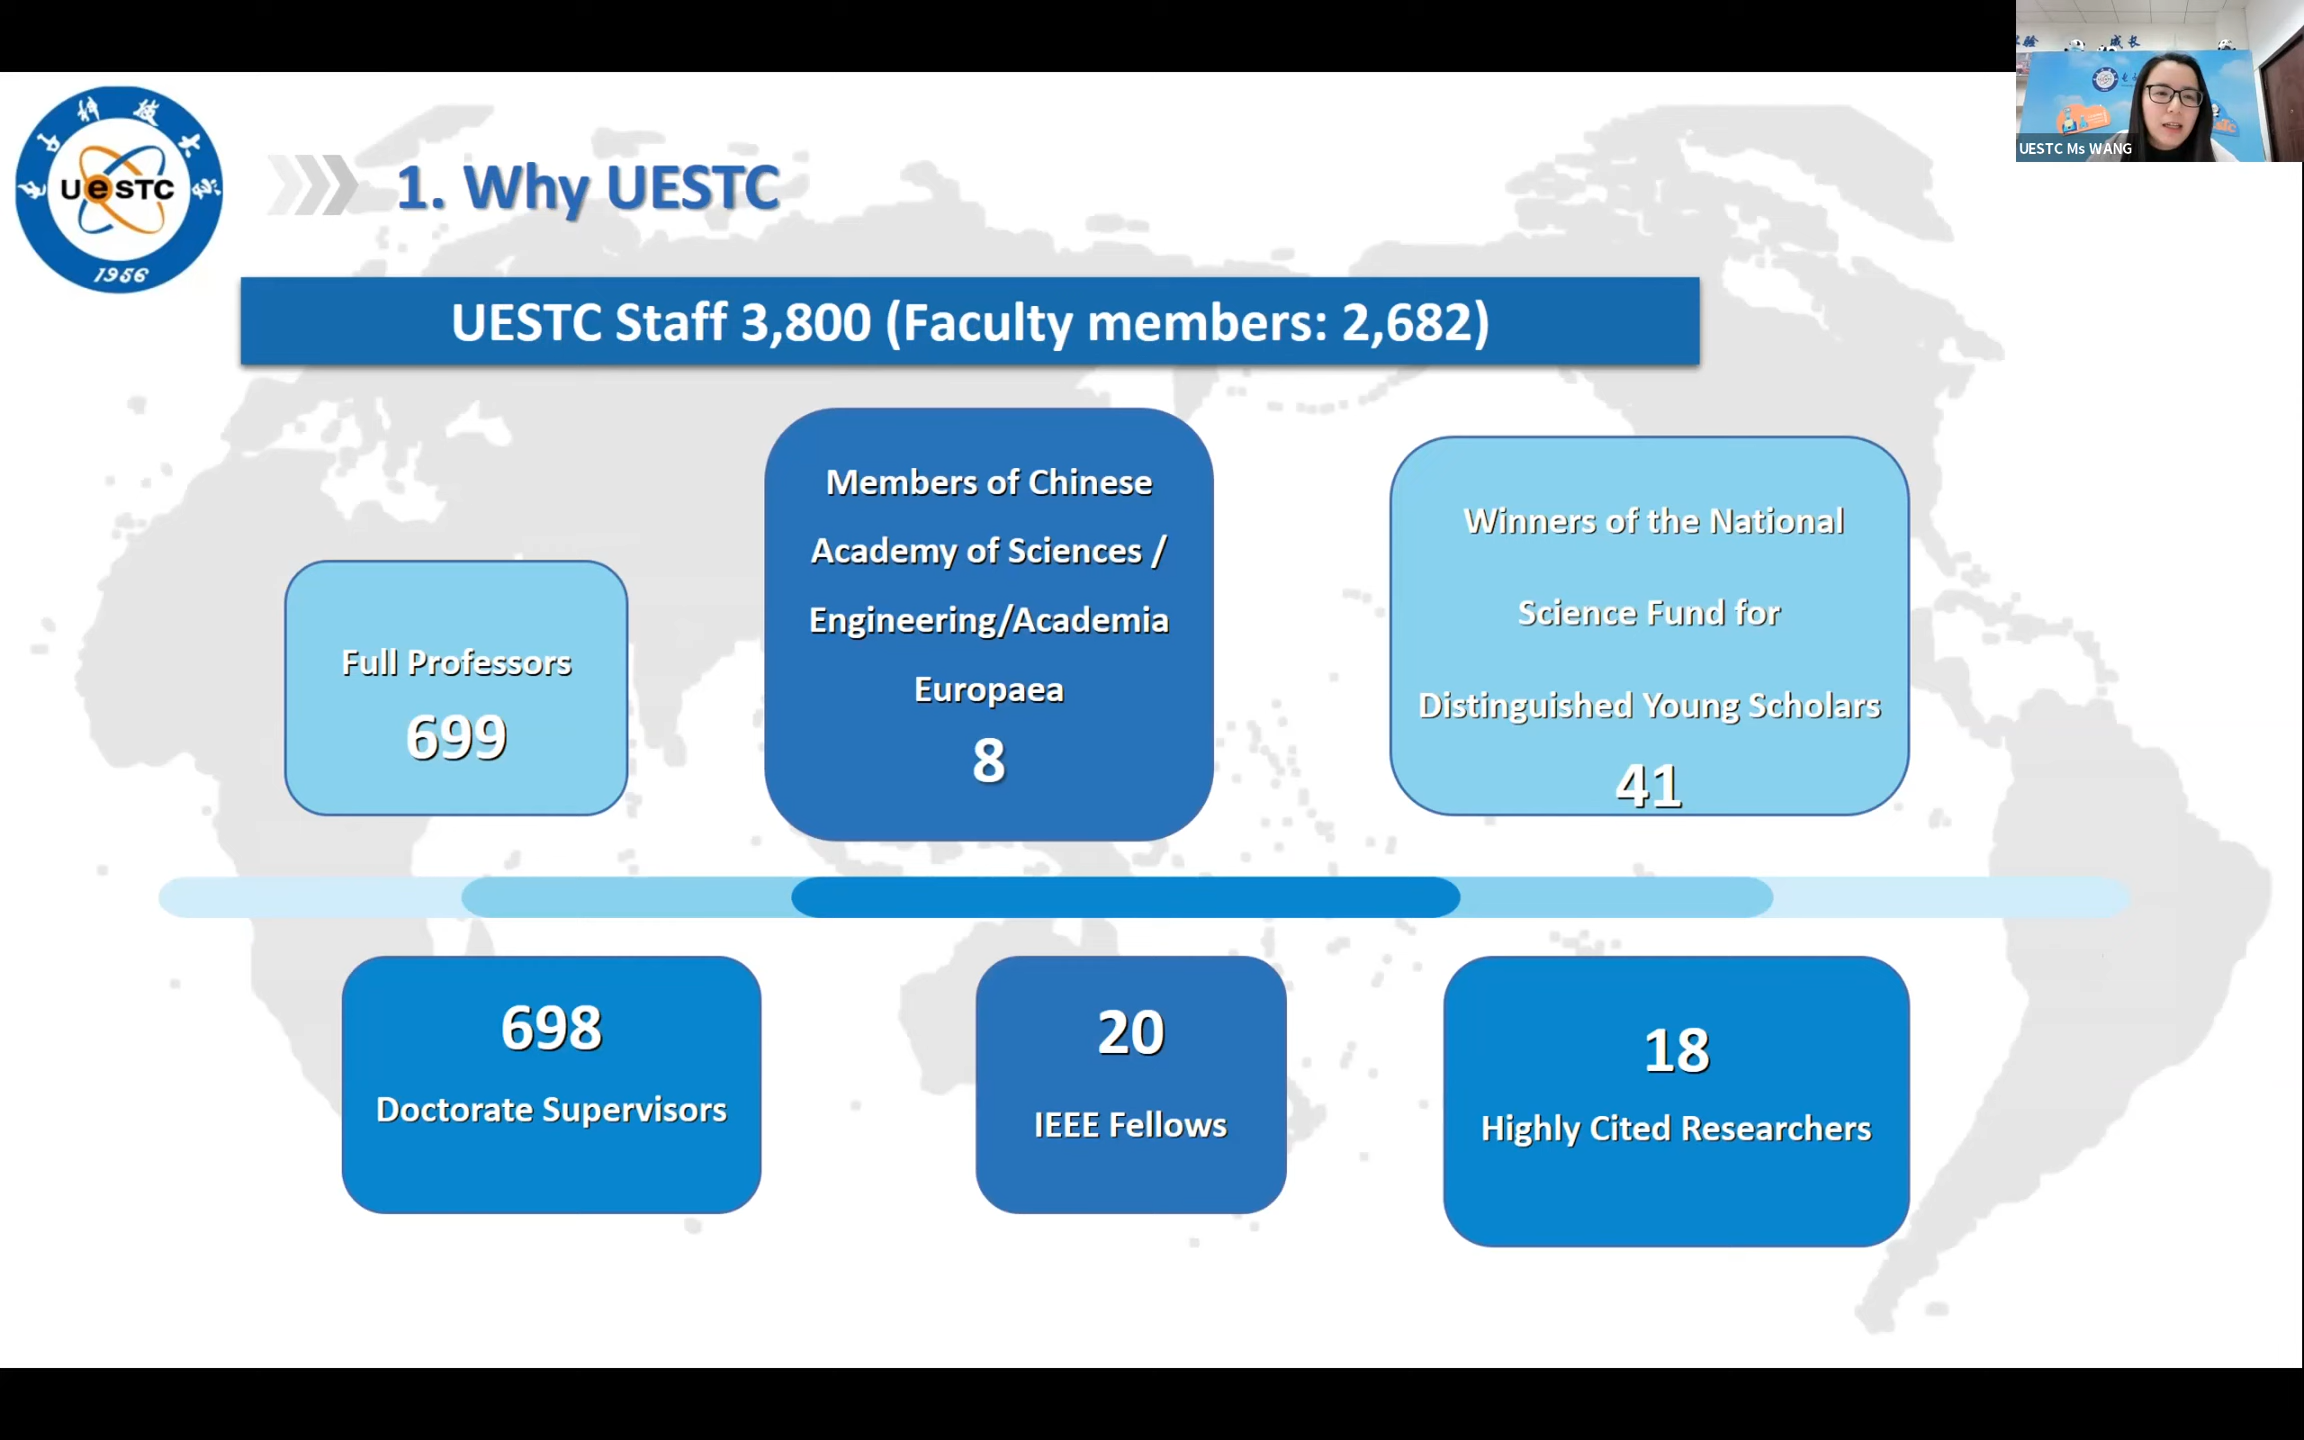 成长
UESTC Ms WANG
UESTC
1956
1. Why UESTC
UESTC Staff 3,800 (Faculty members: 2,682)
Full Professors
699
Members of Chinese
Academy of Sciences /
Engineering/Academia
Europaea
8
Winners of the National
Science Fund for
Distinguished Young Scholars
41
698
Doctorate Supervisors
20
IEEE Fellows
18
Highly Cited Researchers